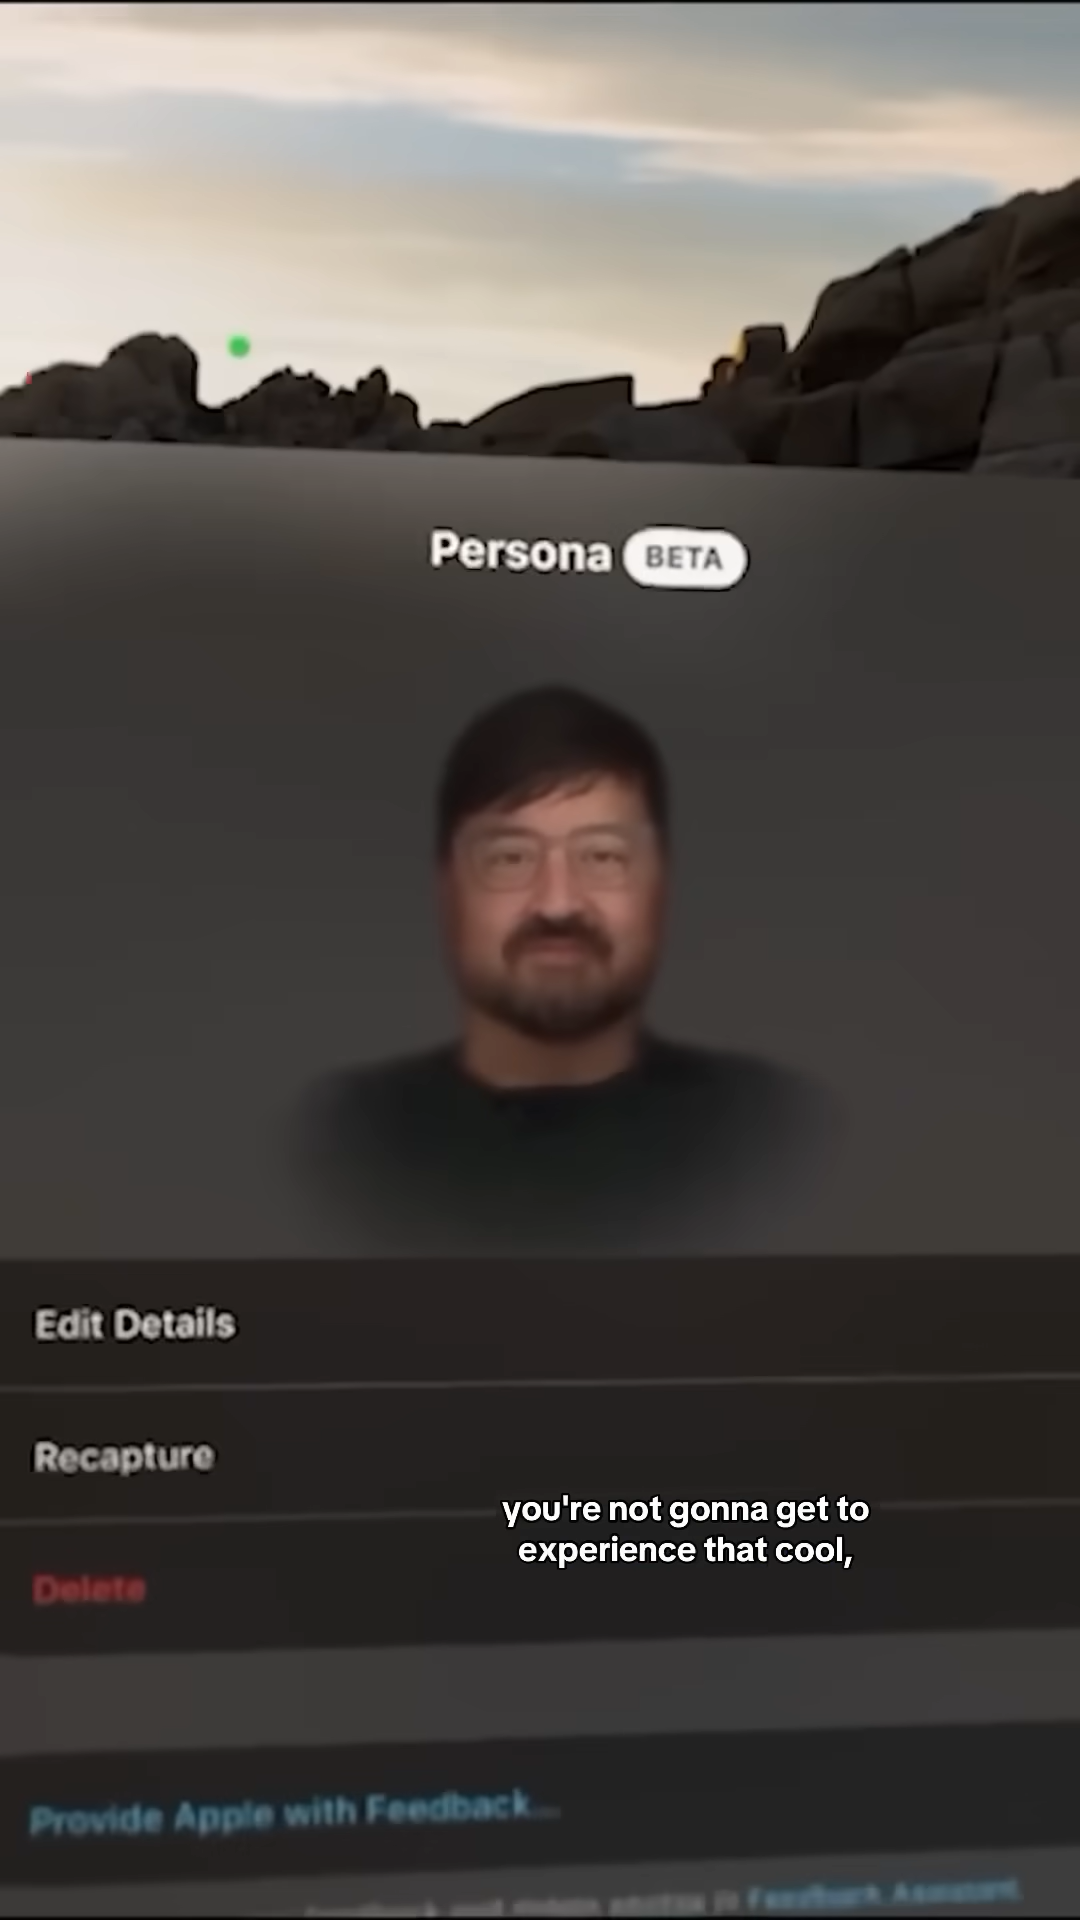 Persona BETA
Edit Details
Recapture
you're not gonna get to
experience that cool,
Delete
Provide Apple with Feedback...
Feedback Assistant.